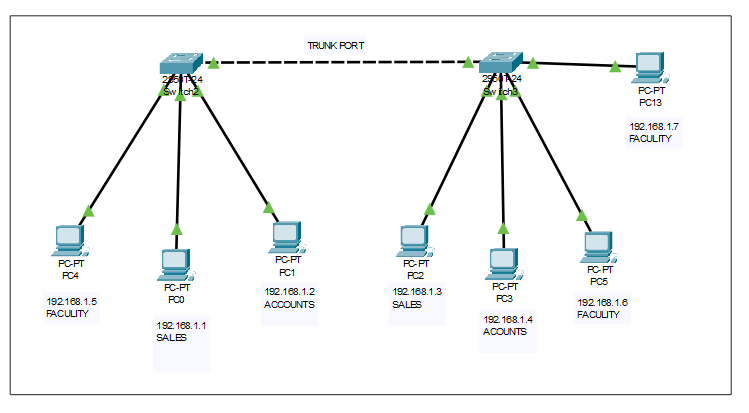 TRUNK PORT
2950T-24
Switch2
2950T-24
Switch3
PC-PT
PC13
192.168.1.7
FACULITY
PC-PT
PC4
192.168.1.5
FACULITY
PC-PT
PC0
192.168.1.1
SALES
PC-PT
PC1
192.168.1.2
ACCOUNTS
PC-PT
PC2
192.168.1.3
SALES
PC-PT
PC3
192.168.1.4
ACOUNTS
PC-PT
PC5
192.168.1.6
FACULITY